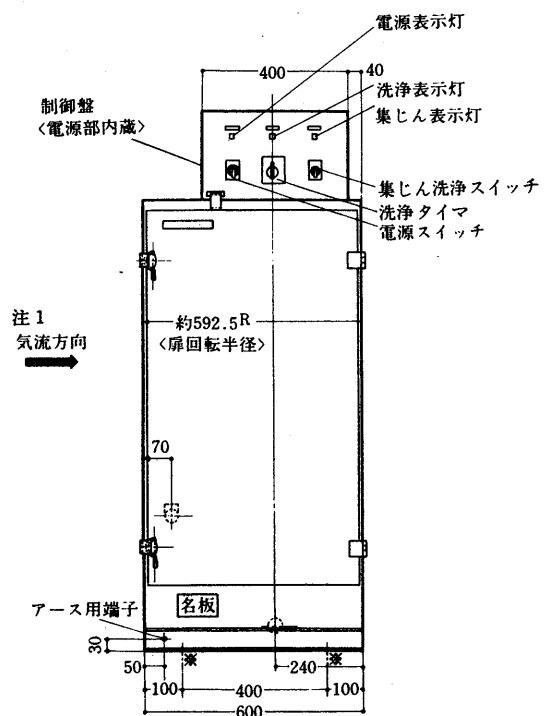 電源表示灯
400
40
洗浄表示灯
集じん表示灯
制御盤
〈電源部内蔵〉
集じん洗浄スイッチ
洗浄タイマ
電源スイッチ
約592.5R
〈扉回転半径〉
注1
気流方向
70
アース用端子
名板
30
50
※
※
240
100
400
100
600